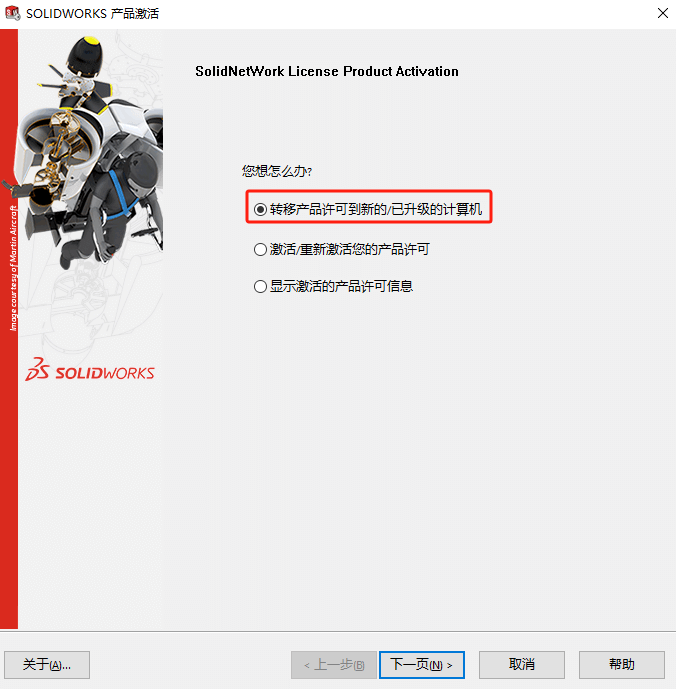 SOLIDWORKS 产品激活
SolidNetWork License Product Activation
您想怎么办?
转移产品许可到新的/已升级的计算机
激活/重新激活您的产品许可
显示激活的产品许可信息
Image courtesy of Martin Aircraft
SOLIDWORKS
关于(A)...
< 上一步(B)
下一页(N) >
取消
帮助